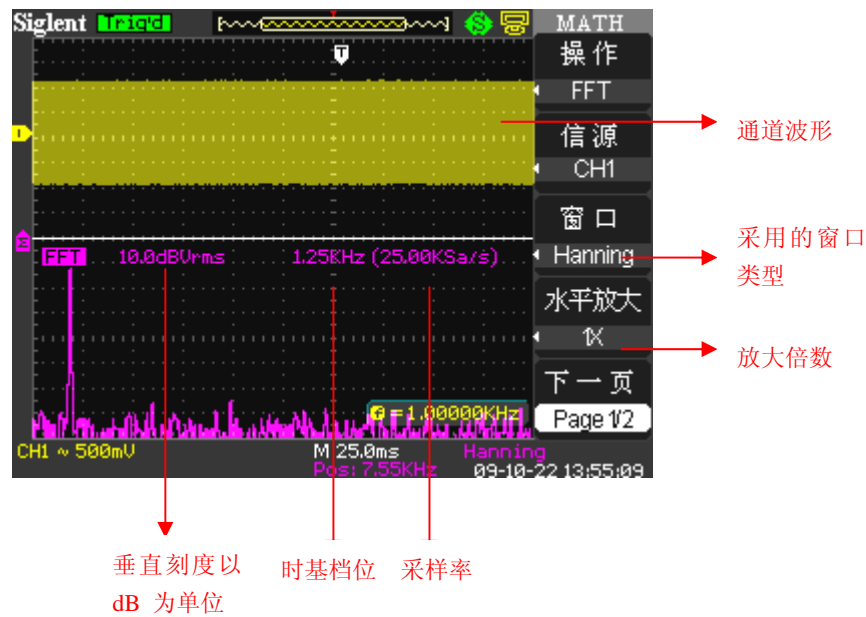 Siglent Trig'd MATH
操作
FFT
通道波形
信源
CH1
窗口
Hanning
采用的窗口
类型
FFT 10.0dBVrms 1.25KHz (25.00KSa/s)
水平放大
1X
放大倍数
下一页
Page 1/2
f = 1.00000KHz
CH1 ~ 500mV M 25.0ms Hanning
Pos: 7.55KHz 09-10-22 13:55:09
垂直刻度以
dB 为单位
时基档位
采样率